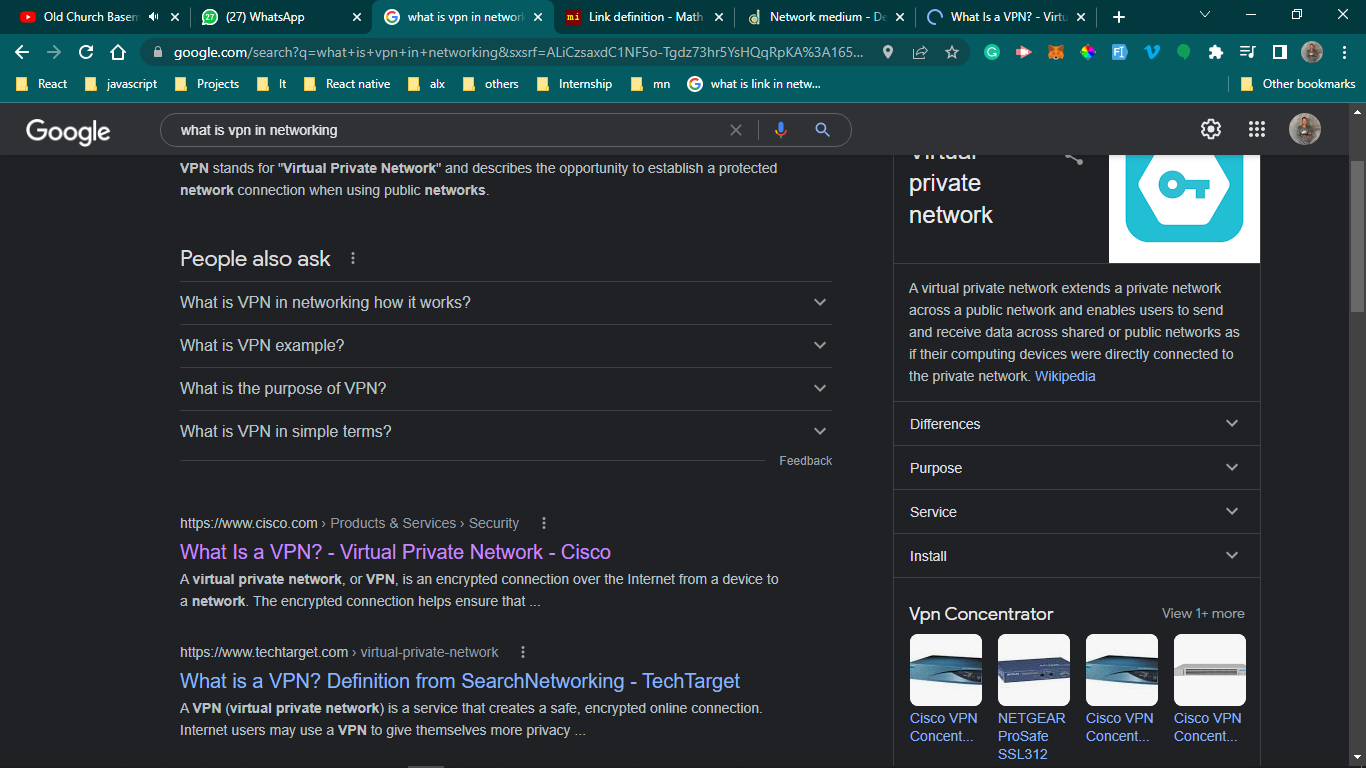 Old Church Basem
(27) WhatsApp
what is vpn in network
Link definition - Math
Network medium - De
What Is a VPN? - Virtu
google.com/search?q=what+is+vpn+in+networking&sxsrf=ALiCzsaxdC1NF5o-Tgdz73hr5YsHQqRpKA%3A165...
React
javascript
Projects
It
React native
alx
others
Internship
mn
what is link in netw...
Other bookmarks
Google
what is vpn in networking
VPN stands for "Virtual Private Network" and describes the opportunity to establish a protected
network connection when using public networks.
People also ask
What is VPN in networking how it works?
What is VPN example?
What is the purpose of VPN?
What is VPN in simple terms?
Feedback
https://www.cisco.com › Products & Services › Security
What Is a VPN? - Virtual Private Network - Cisco
A virtual private network, or VPN, is an encrypted connection over the Internet from a device to
a network. The encrypted connection helps ensure that ...
https://www.techtarget.com › virtual-private-network
What is a VPN? Definition from SearchNetworking - TechTarget
A VPN (virtual private network) is a service that creates a safe, encrypted online connection.
Internet users may use a VPN to give themselves more privacy ...
Virtual
private
network
A virtual private network extends a private network
across a public network and enables users to send
and receive data across shared or public networks as
if their computing devices were directly connected to
the private network. Wikipedia
Differences
Purpose
Service
Install
Vpn Concentrator
View 1+ more
Cisco VPN
Concent...
NETGEAR
ProSafe
SSL312
Cisco VPN
Concent...
Cisco VPN
Concent...